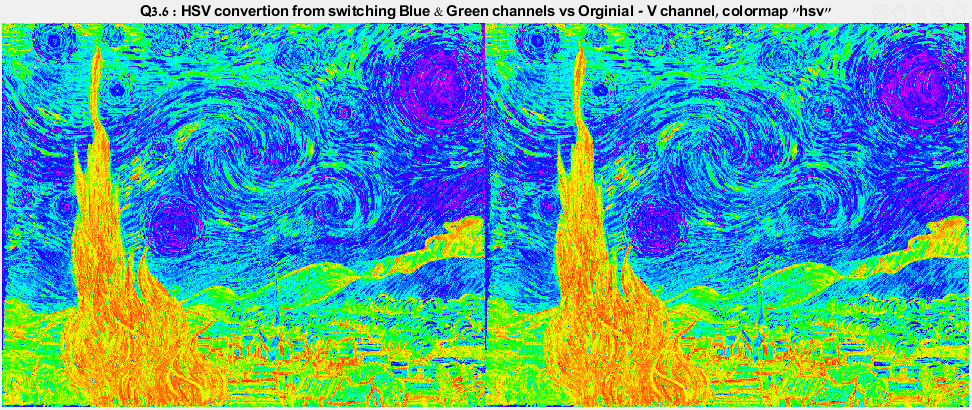 Q3.6 : HSV convertion from switching Blue & Green channels vs Orginial - V channel, colormap "hsv"